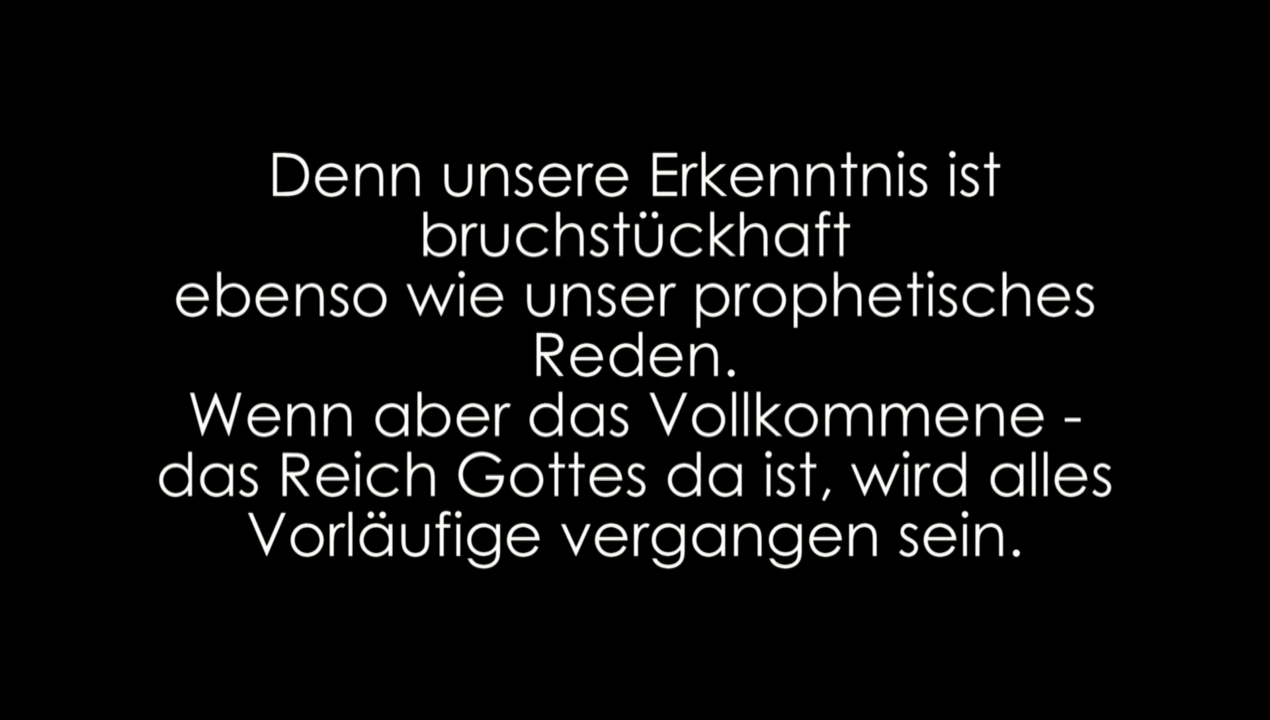 Denn unsere Erkenntnis ist
bruchstückhaft
ebenso wie unser prophetisches
Reden.
Wenn aber das Vollkommene -
das Reich Gottes da ist, wird alles
Vorläufige vergangen sein.